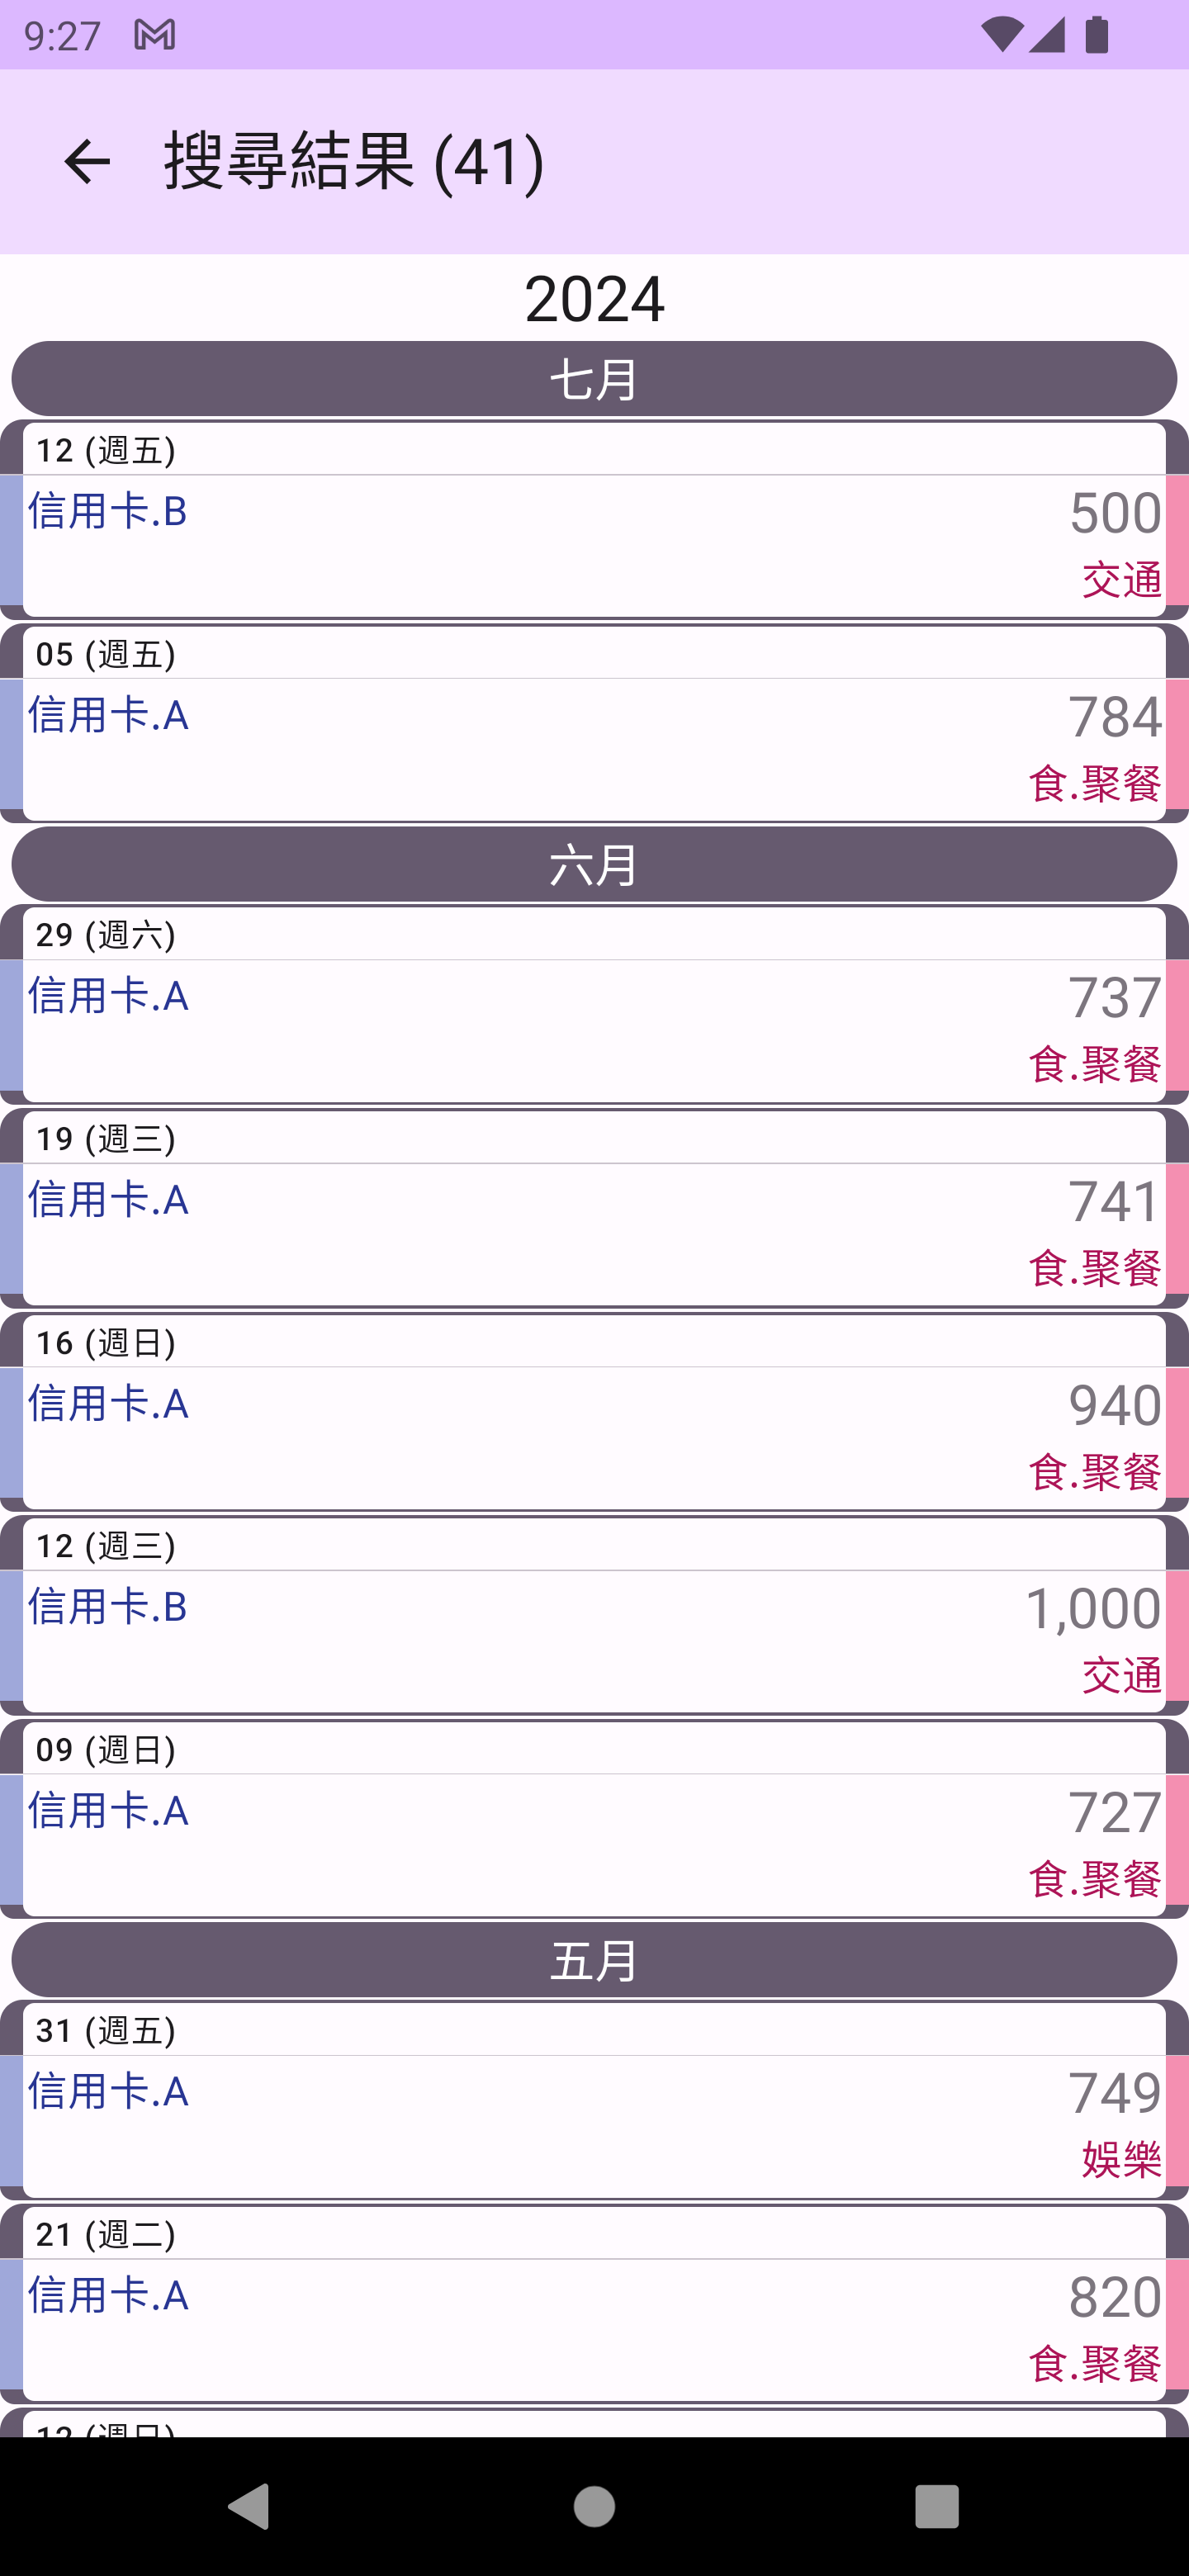 9:27
搜尋結果 (41)
2024
七月
12 (週五)
信用卡.B
500
交通
05 (週五)
信用卡.A
784
食.聚餐
六月
29 (週六)
信用卡.A
737
食.聚餐
19 (週三)
信用卡.A
741
食.聚餐
16 (週日)
信用卡.A
940
食.聚餐
12 (週三)
信用卡.B
1,000
交通
09 (週日)
信用卡.A
727
食.聚餐
五月
31 (週五)
信用卡.A
749
娛樂
21 (週二)
信用卡.A
820
食.聚餐
12 (週日)